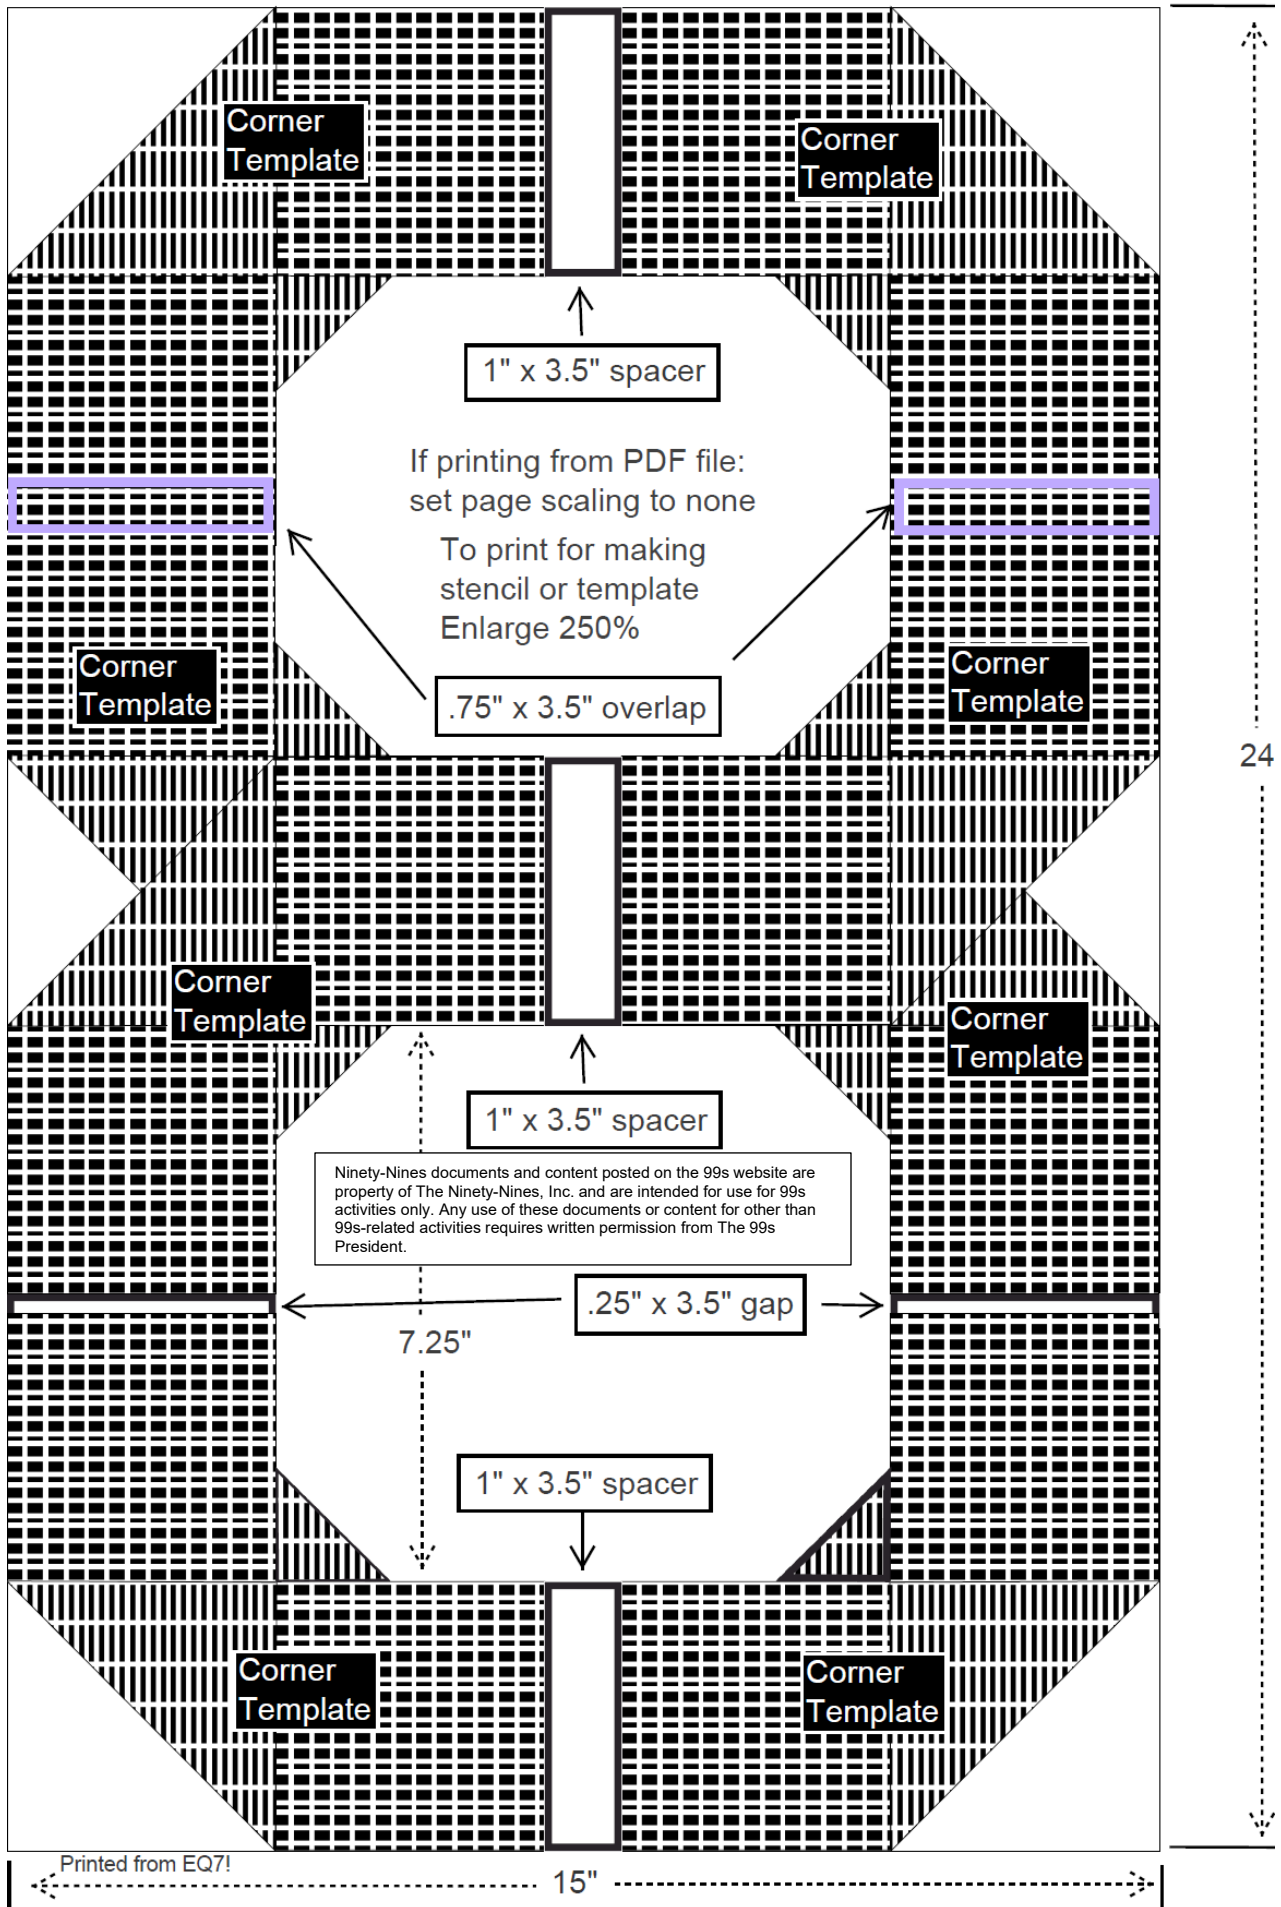 Corner
Template
Corner
Template
1" x 3.5" spacer
If printing from PDF file:
set page scaling to none
To print for making
stencil or template
Enlarge 250%
Corner
Template
Corner
Template
.75" x 3.5" overlap
24
Corner
Template
Corner
Template
1" x 3.5" spacer
Ninety-Nines documents and content posted on the 99s website are
property of The Ninety-Nines, Inc. and are intended for use for 99s
activities only. Any use of these documents or content for other than
99s-related activities requires written permission from The 99s
President.
.25" x 3.5" gap
7.25"
1" x 3.5" spacer
Corner
Template
Corner
Template
Printed from EQ7!
15"